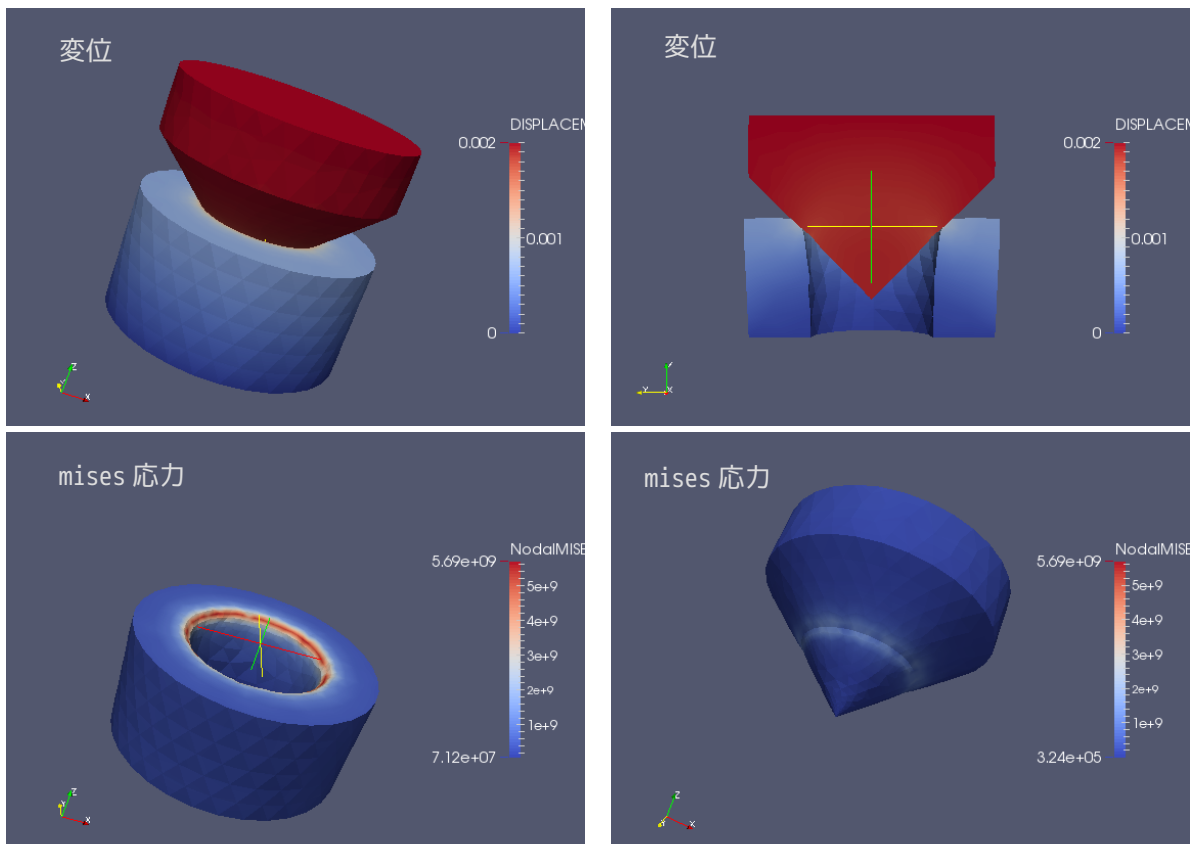 変位
DISPLACEM
0.002
0.001
0
Z
Y
X
変位
DISPLACEM
0.002
0.001
0
Y
X
mises 応力
NodalMISE
5.69e+09
5e+9
4e+9
3e+9
2e+9
1e+9
7.12e+07
Z
Y
X
mises 応力
NodalMISE
5.69e+09
5e+9
4e+9
3e+9
2e+9
1e+9
3.24e+05
Z
Y
X